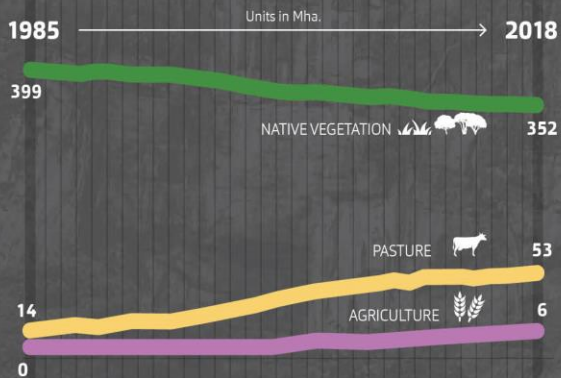 Units in Mha.
1985
2018
399
NATIVE VEGETATION
352
PASTURE
53
14
AGRICULTURE
6
0